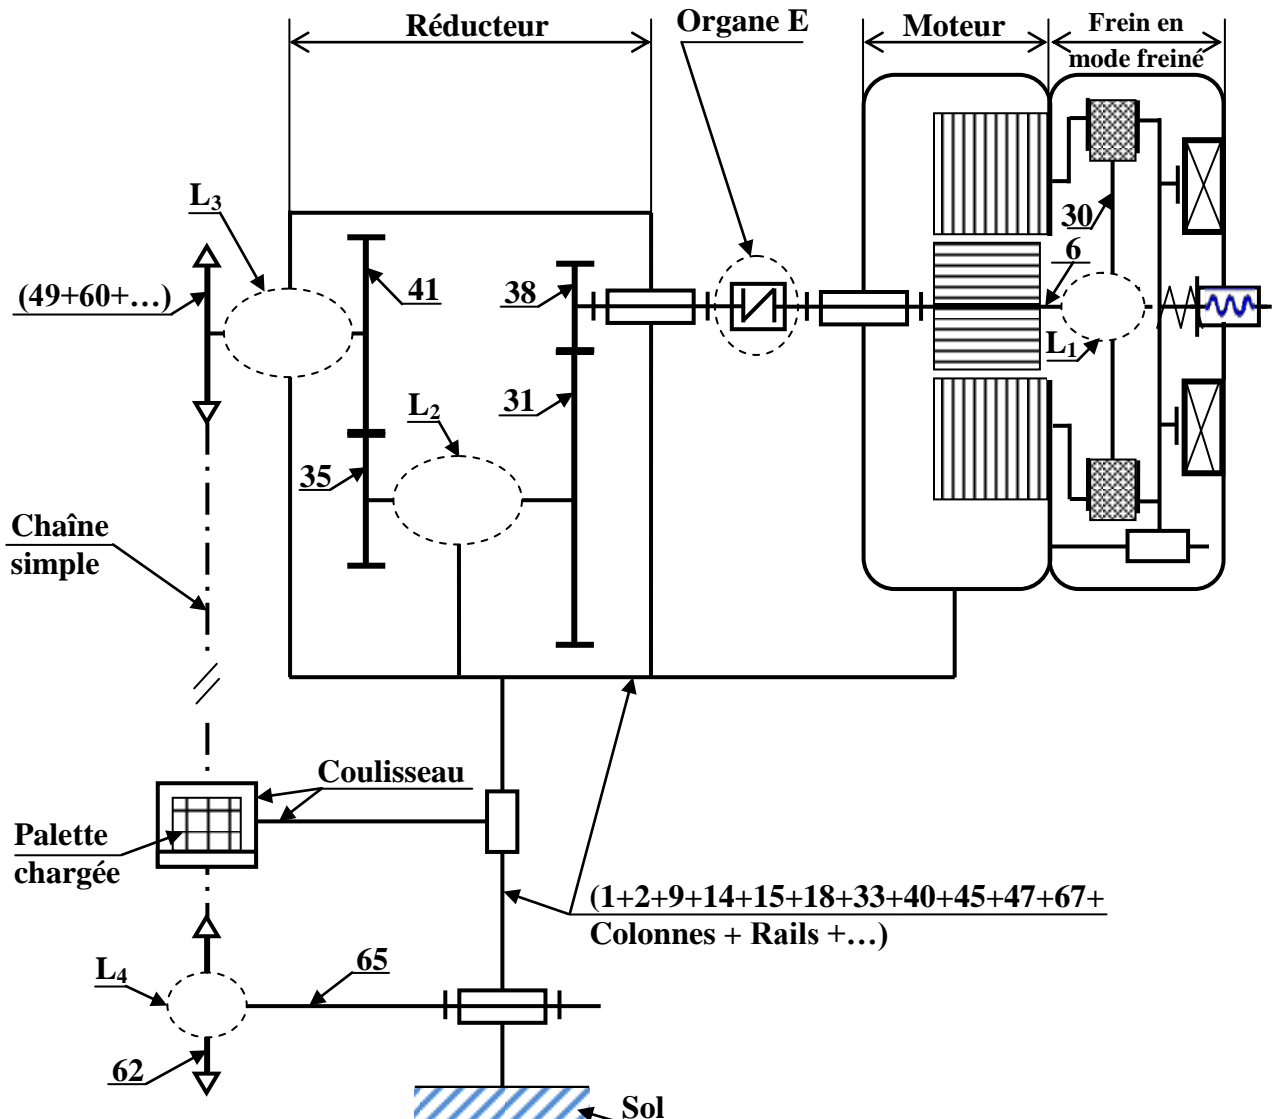 Réducteur
Organe E
Moteur
Frein en
mode freiné
L3
(49+60+…)
41
38
30
6
L1
31
L2
35
Chaîne
simple
Coulisseau
Palette
chargée
(1+2+9+14+15+18+33+40+45+47+67+
Colonnes + Rails +…)
L4
65
62
Sol